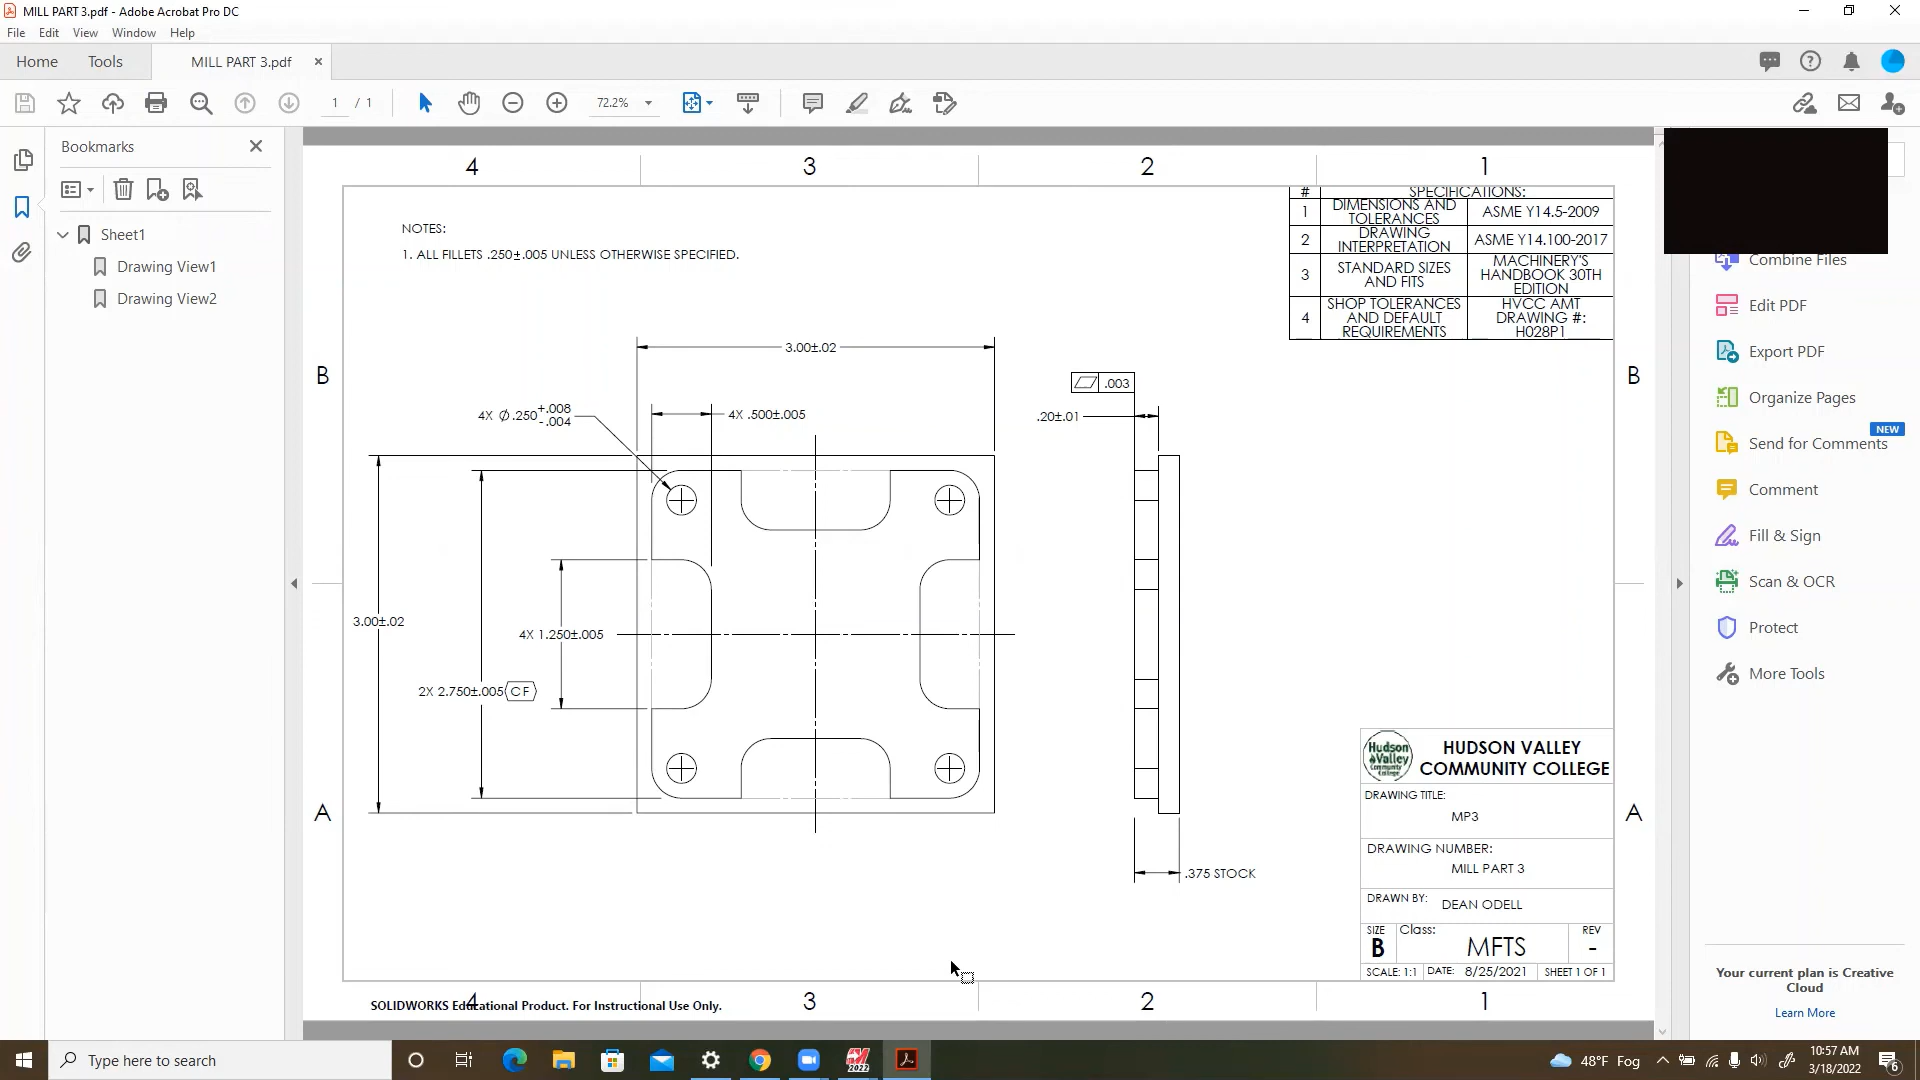 MILL PART 3.pdf - Adobe Acrobat Pro DC
File Edit View Window Help
Home Tools MILL PART 3.pdf
1 / 1 72.2%
Bookmarks
Sheet1
Drawing View1
Drawing View2
4 3 2 1
NOTES:
1. ALL FILLETS .250±.005 UNLESS OTHERWISE SPECIFIED.
# SPECIFICATIONS:
1 DIMENSIONS AND TOLERANCES ASME Y14.5-2009
2 DRAWING INTERPRETATION ASME Y14.100-2017
3 STANDARD SIZES AND FITS MACHINERY'S HANDBOOK 30TH EDITION
4 SHOP TOLERANCES AND DEFAULT REQUIREMENTS HVCC AMT DRAWING #: H028P1
B B
3.00±.02
.003
4X Ø.250 +.008 -.004
4X .500±.005
.20±.01
3.00±.02
4X 1.250±.005
2X 2.750±.005 CF
A A
.375 STOCK
Hudson Valley Community College
HUDSON VALLEY
COMMUNITY COLLEGE
DRAWING TITLE:
MP3
DRAWING NUMBER:
MILL PART 3
DRAWN BY: DEAN ODELL
SIZE Class: REV
B MFTS -
SCALE: 1:1 DATE: 8/25/2021 SHEET 1 OF 1
SOLIDWORKS Educational Product. For Instructional Use Only.
4 3 2 1
Combine Files
Edit PDF
Export PDF
Organize Pages
NEW
Send for Comments
Comment
Fill & Sign
Scan & OCR
Protect
More Tools
Your current plan is Creative
Cloud
Learn More
Type here to search
2022
48°F Fog
10:57 AM
3/18/2022
6